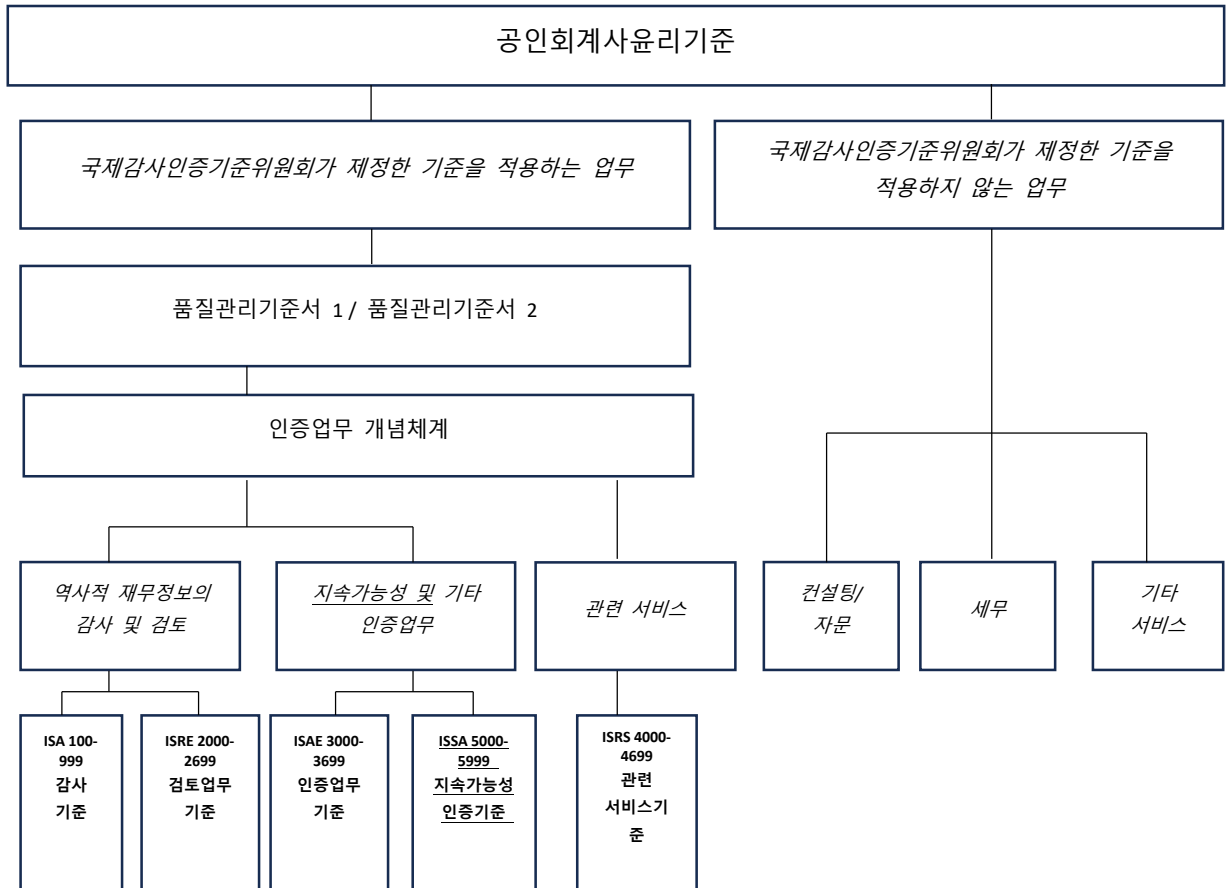 공인회계사윤리기준
국제감사인증기준위원회가 제정한 기준을 적용하는 업무
국제감사인증기준위원회가 제정한 기준을
적용하지 않는 업무
품질관리기준서 1 / 품질관리기준서 2
인증업무 개념체계
역사적 재무정보의
감사 및 검토
지속가능성 및 기타
인증업무
관련 서비스
컨설팅/
자문
세무
기타
서비스
ISA 100-
999
감사
기준
ISRE 2000-
2699
검토업무
기준
ISAE 3000-
3699
인증업무
기준
ISSA 5000-
5999
지속가능성
인증기준
ISRS 4000-
4699
관련
서비스기
준